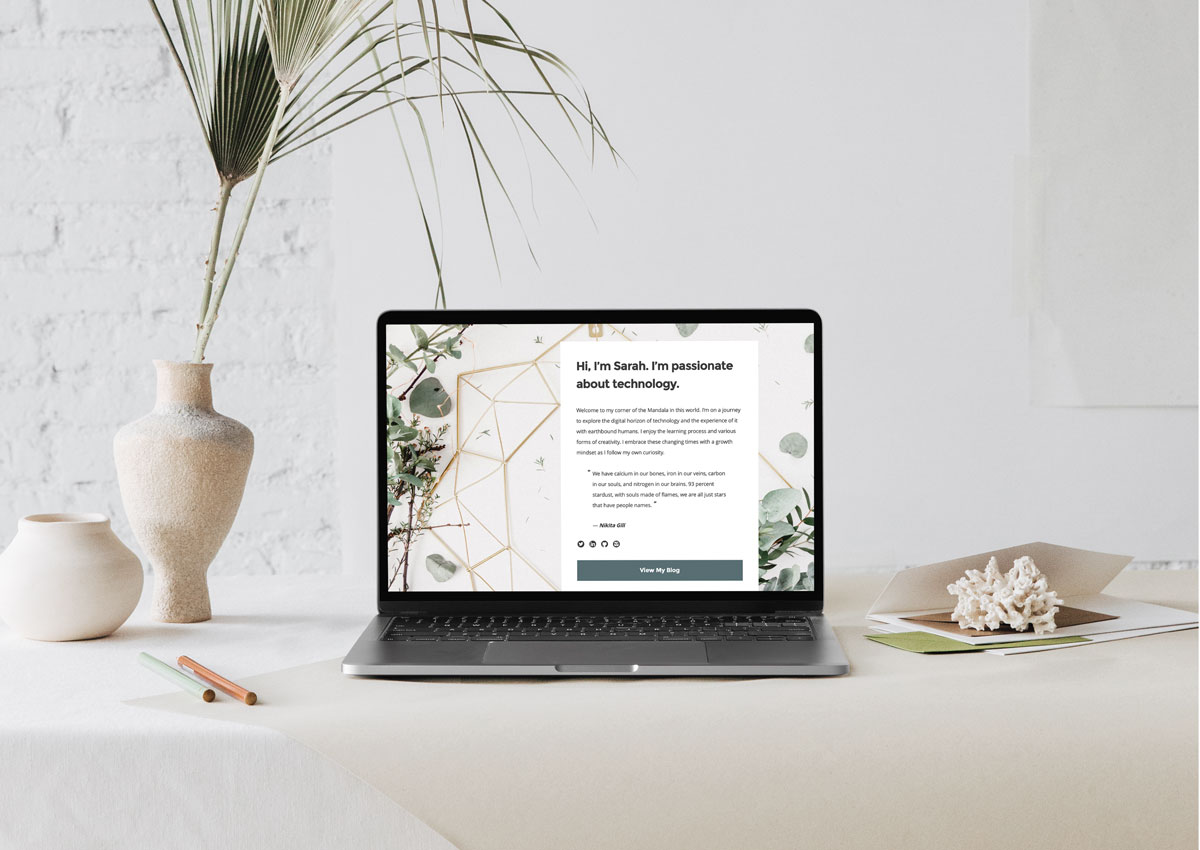 Hi, I'm Sarah. I'm passionate
about technology.
Welcome to my corner of the Mandala in this world. I'm on a journey
to explore the digital horizon of technology and the experience of it
with earthbound humans. I enjoy the learning process and various
forms of creativity. I embrace these changing times with a growth
mindset as I follow my own curiosity.
" We have calcium in our bones, iron in our veins, carbon
in our souls, and nitrogen in our brains. 93 percent
stardust, with souls made of flames, we are all just stars
that have people names. "
— Nikita Gill
View My Blog